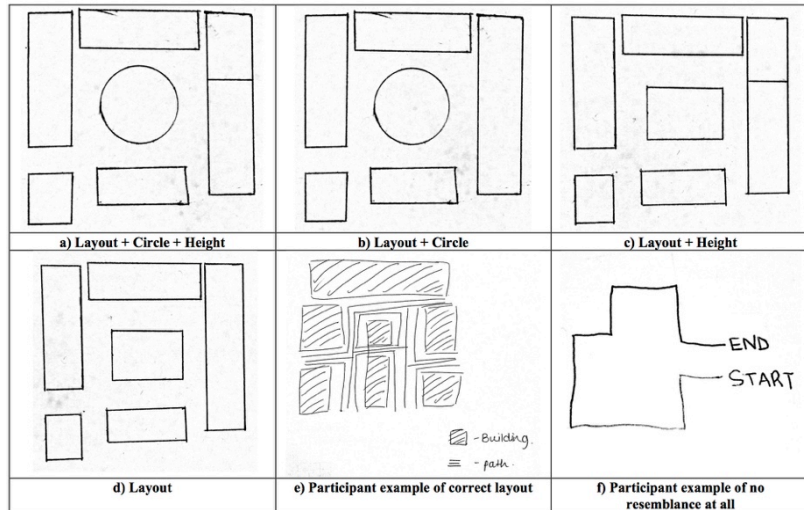 a) Layout + Circle + Height
b) Layout + Circle
c) Layout + Height
- Building.
- path.
END
START
d) Layout
e) Participant example of correct layout
f) Participant example of no
resemblance at all